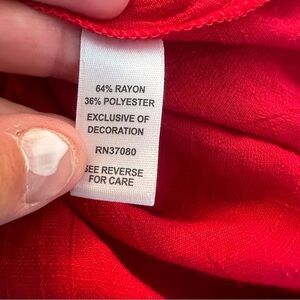 64% RAYON
36% POLYESTER
EXCLUSIVE OF
DECORATION
RN37080
SEE REVERSE
FOR CARE